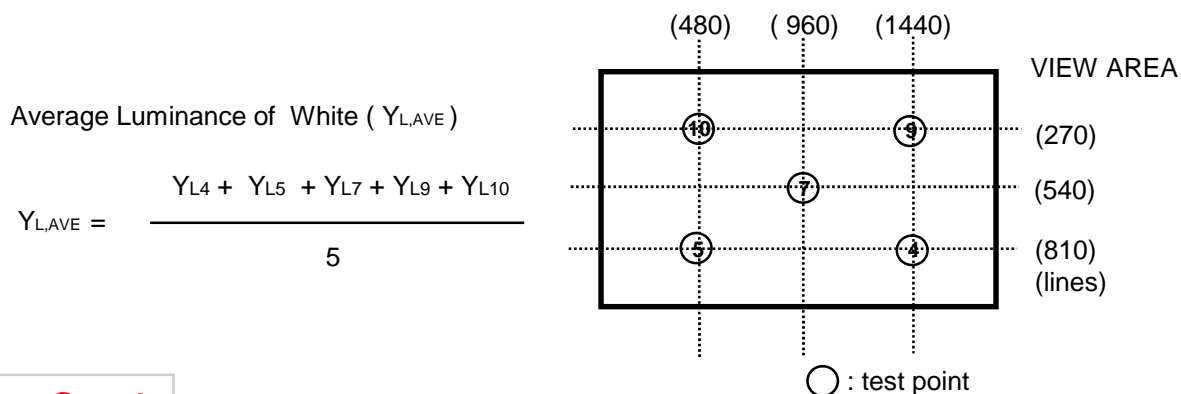 (480) ( 960) (1440)
VIEW AREA
Average Luminance of White ( YL,AVE )
10 9 (270)
YL4 + YL5 + YL7 + YL9 + YL10
7 (540)
YL,AVE =
5
5 4 (810)
(lines)
: test point